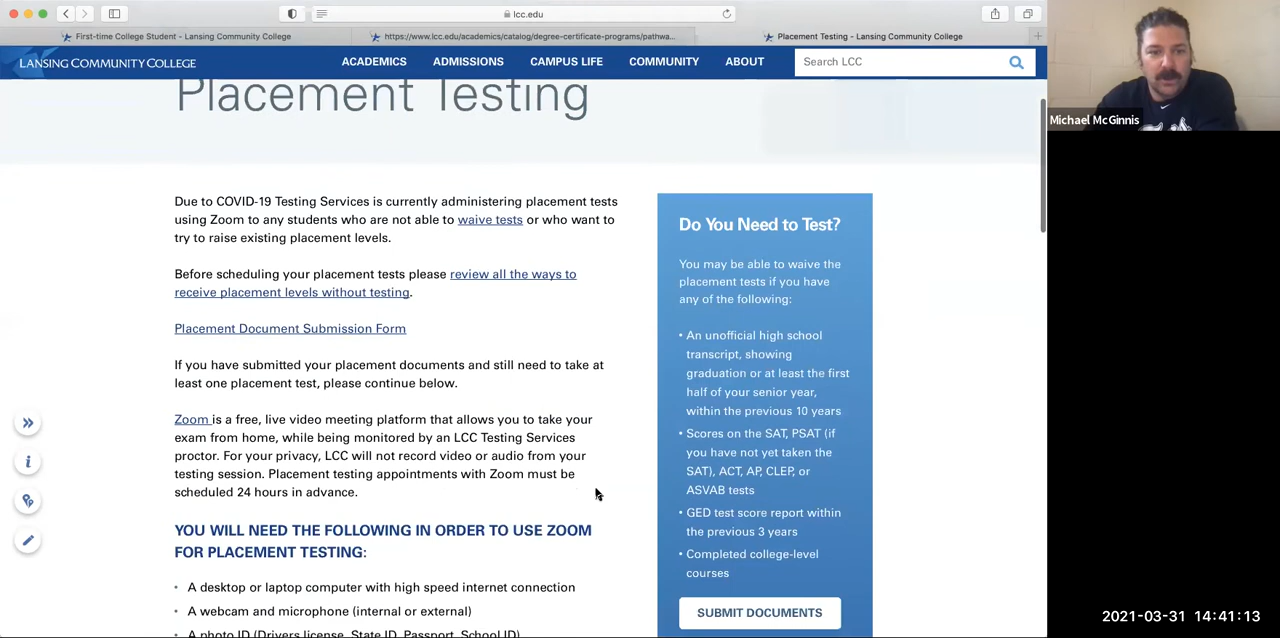 lcc.edu
First-time College Student - Lansing Community College
https://www.lcc.edu/academics/catalog/degree-certificate-programs/pathwa...
Placement Testing - Lansing Community College
LANSING COMMUNITY COLLEGE
ACADEMICS
ADMISSIONS
CAMPUS LIFE
COMMUNITY
ABOUT
Search LCC
Placement Testing
Due to COVID-19 Testing Services is currently administering placement tests
using Zoom to any students who are not able to waive tests or who want to
try to raise existing placement levels.
Before scheduling your placement tests please review all the ways to
receive placement levels without testing.
Placement Document Submission Form
If you have submitted your placement documents and still need to take at
least one placement test, please continue below.
Zoom is a free, live video meeting platform that allows you to take your
exam from home, while being monitored by an LCC Testing Services
proctor. For your privacy, LCC will not record video or audio from your
testing session. Placement testing appointments with Zoom must be
scheduled 24 hours in advance.
YOU WILL NEED THE FOLLOWING IN ORDER TO USE ZOOM
FOR PLACEMENT TESTING:
• A desktop or laptop computer with high speed internet connection
• A webcam and microphone (internal or external)
• A photo ID (Drivers license, State ID, Passport, School ID)
Do You Need to Test?
You may be able to waive the
placement tests if you have
any of the following:
• An unofficial high school
transcript, showing
graduation or at least the first
half of your senior year,
within the previous 10 years
• Scores on the SAT, PSAT (if
you have not yet taken the
SAT), ACT, AP, CLEP, or
ASVAB tests
• GED test score report within
the previous 3 years
• Completed college-level
courses
SUBMIT DOCUMENTS
Michael McGinnis
2021-03-31 14:41:13